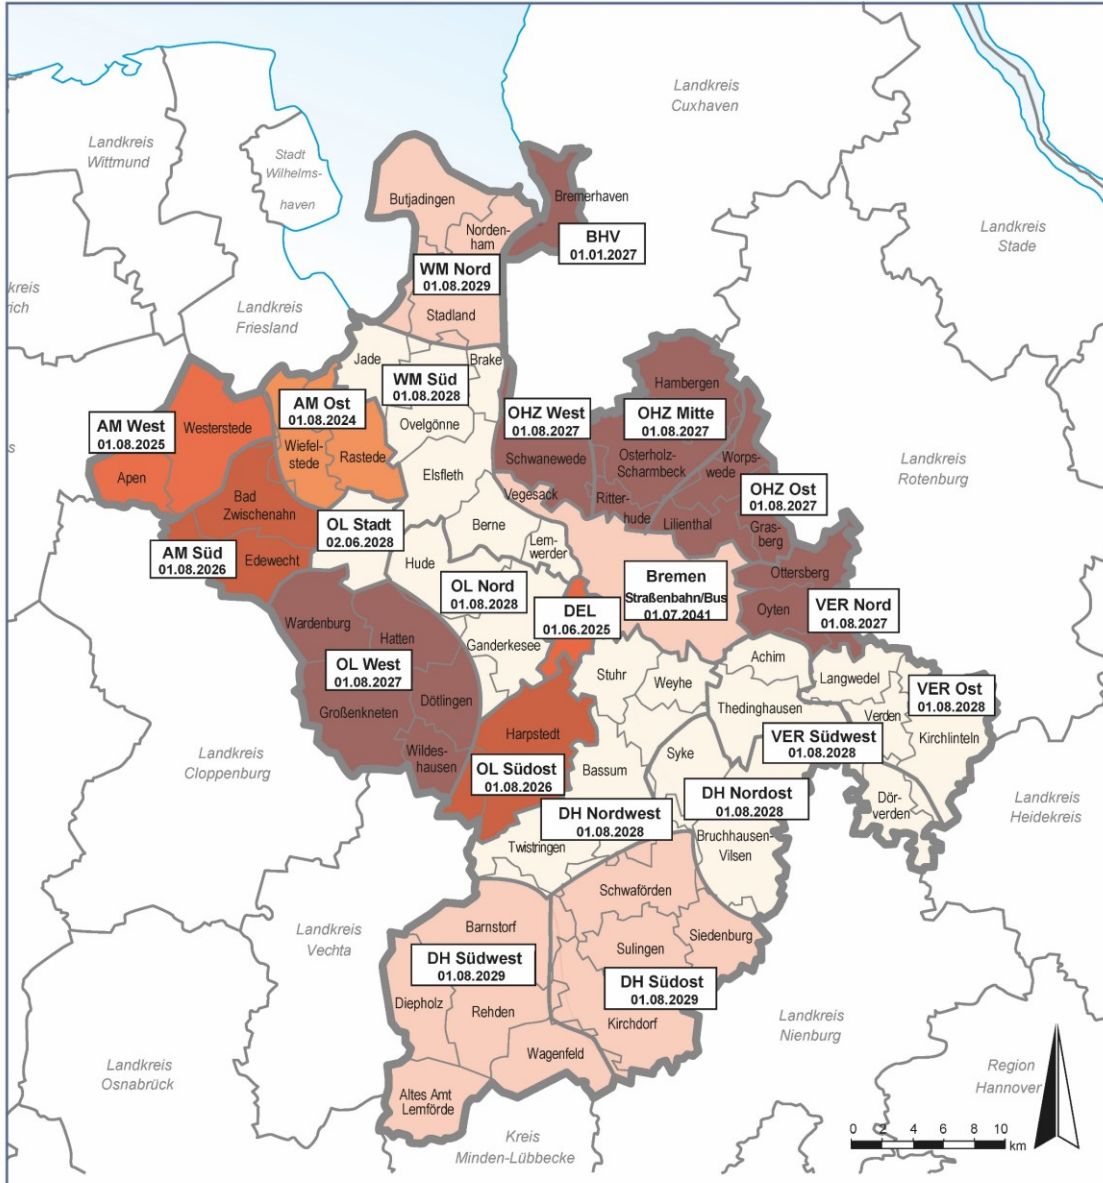 Landkreis
Cuxhaven
Landkreis
Wittmund
Stadt
Wilhelms-
haven
Bremerhaven
Butjadingen
Norden-
ham
BHV
01.01.2027
Landkreis
Stade
WM Nord
01.08.2029
kreis
rich
Landkreis
Friesland
Stadland
Jade
Brake
WM Süd
01.08.2028
Hambergen
AM Ost
01.08.2024
OHZ West
01.08.2027
OHZ Mitte
01.08.2027
AM West
01.08.2025
Westerstede
Ovelgönne
Wiefel-
stede
Rastede
Schwanewede
Osterholz-
Scharmbeck
Worps-
wede
Landkreis
Rotenburg
s
Apen
Elsfleth
Bad
Zwischenahn
Vegesack
Ritter-
hude
Lilienthal
OHZ Ost
01.08.2027
Gras-
berg
OL Stadt
02.06.2028
Berne
Lem-
werder
AM Süd
01.08.2026
Edewecht
Hude
OL Nord
01.08.2028
Bremen
Straßenbahn/Bus
01.07.2041
Ottersberg
Oyten
VER Nord
01.08.2027
DEL
01.06.2025
Wardenburg
Hatten
Ganderkesee
Achim
OL West
01.08.2027
Stuhr
Weyhe
Langwedel
VER Ost
01.08.2028
Großenkneten
Dötlingen
Thedinghausen
Verden
Kirchlinteln
Harpstedt
VER Südwest
01.08.2028
Wildes-
hausen
Syke
Landkreis
Cloppenburg
OL Südost
01.08.2026
Bassum
DH Nordost
01.08.2028
Dör-
verden
Landkreis
Heidekreis
DH Nordwest
01.08.2028
Twistringen
Bruchhausen-
Vilsen
Schwaförden
Landkreis
Vechta
Barnstorf
Siedenburg
Sulingen
DH Südwest
01.08.2029
DH Südost
01.08.2029
Diepholz
Rehden
Kirchdorf
Landkreis
Nienburg
Wagenfeld
Landkreis
Osnabrück
Altes Amt
Lemförde
Region
Hannover
Kreis
Minden-Lübbecke
0 2 4 6 8 10
km